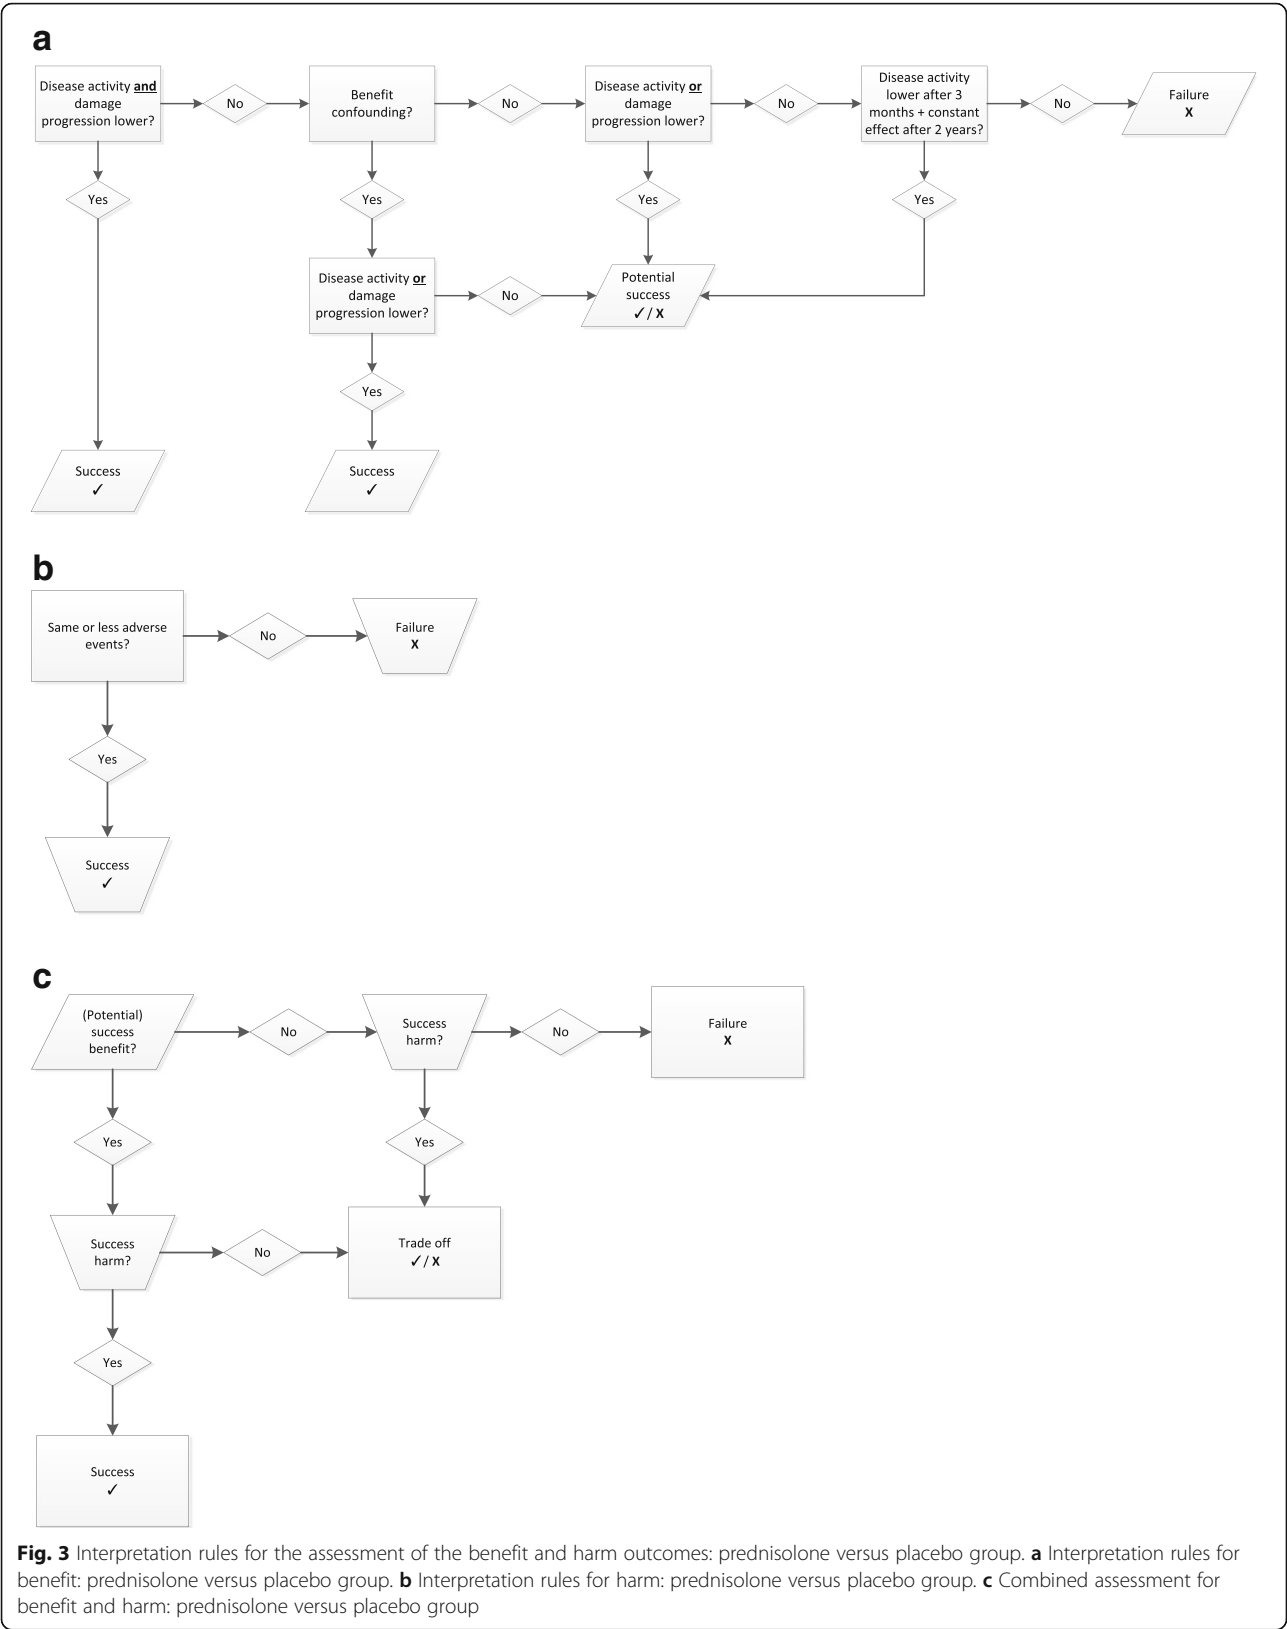 a
Disease activity and
damage
progression lower?
No
Benefit
confounding?
No
Disease activity or
damage
progression lower?
No
Disease activity
lower after 3
months + constant
effect after 2 years?
No
Failure
X
Yes
Yes
Yes
Yes
Disease activity or
damage
progression lower?
No
Potential
success
✓/ X
Yes
Success
✓
Success
✓
b
Same or less adverse
events?
No
Failure
X
Yes
Success
✓
c
(Potential)
success
benefit?
No
Success
harm?
No
Failure
X
Yes
Yes
Success
harm?
No
Trade off
✓/ X
Yes
Success
✓
Fig. 3 Interpretation rules for the assessment of the benefit and harm outcomes: prednisolone versus placebo group. a Interpretation rules for
benefit: prednisolone versus placebo group. b Interpretation rules for harm: prednisolone versus placebo group. c Combined assessment for
benefit and harm: prednisolone versus placebo group